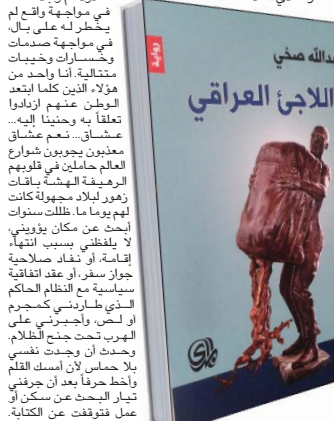 في مواجهة واقع لم
يخطر له على بال،
في مواجهة صدمات
وخسارات وخيبات
متتالية. أنا واحد من
هؤلاء الذين كلما ابتعد
الوطن عنهم ازدادوا
تعلقاً به وحنينا إليه...
عشاق... نعم عشاق
معذبون يجوبون شوارع
العالم حاملين في قلوبهم
الرهيفة الهشة باقات
زهور لبلاد مجهولة كانت
لهم يوما ما. ظللت سنوات
أبحث عن مكان يؤويني،
لا يلفظني بسبب انتهاء
إقامة، أو نفاد صلاحية
جواز سفر، أو عقد اتفاقية
سياسية مع النظام الحاكم
الذي طاردني كمجرم
أو لص، وأجبرني على
الهرب تحت جنح الظلام.
وحدث أن وجدت نفسي
بلا حماس لأن أمسك القلم
وأخط حرفاً بعد أن جرفني
تيار البحث عن سكن أو
عمل فتوقفت عن الكتابة.
رواية
عبدالله صخي
اللاجئ العراقي